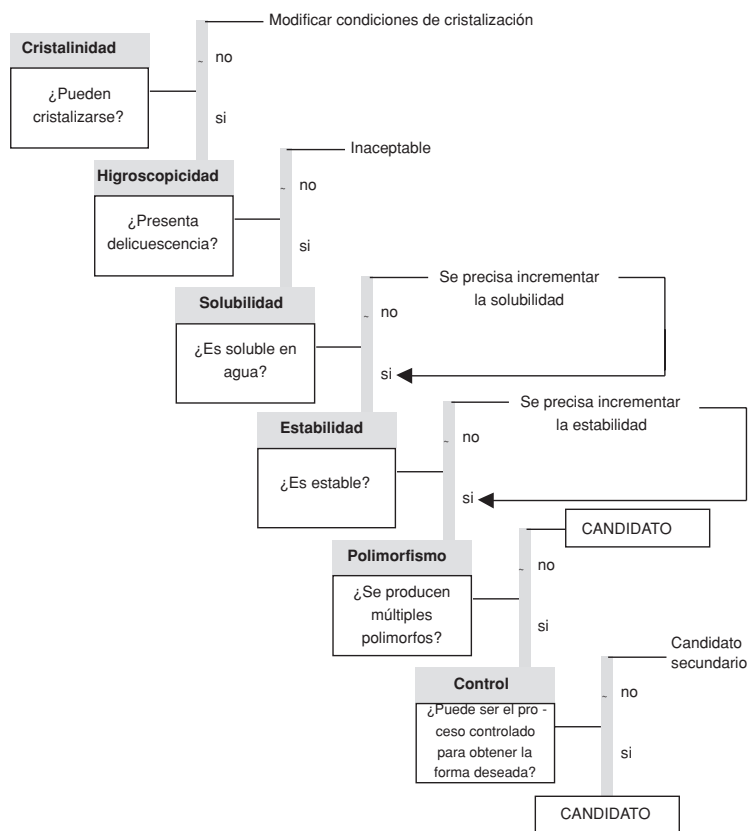 Modificar condiciones de cristalización
Cristalinidad
no
¿Pueden
cristalizarse?
si
Inaceptable
Higroscopicidad
no
¿Presenta
delicuescencia?
si
Se precisa incrementar
la solubilidad
Solubilidad
no
¿Es soluble en
agua?
si
Se precisa incrementar
la estabilidad
Estabilidad
no
¿Es estable?
si
CANDIDATO
Polimorfismo
no
¿Se producen
múltiples
polimorfos?
si
Candidato
secundario
Control
no
¿Puede ser el pro -
ceso controlado
para obtener la
forma deseada?
si
CANDIDATO